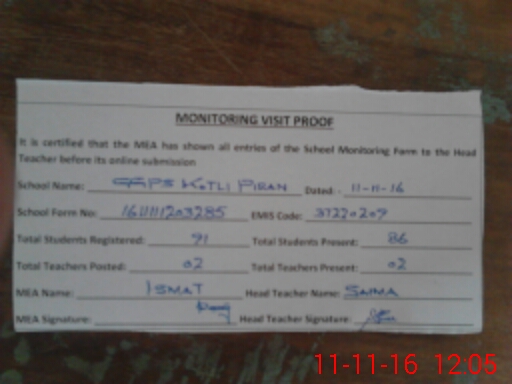 MONITORING VISIT PROOF
It is certified that the MEA has shown all entries of the School Monitoring Form to the Head
Teacher before its online submission
School Name: GGPS KOTLI PIRAN Dated - 11-11-16
School Form No: 161111203285 EMIS Code: 37220209
Total Students Registered: 91 Total Students Present: 86
Total Teachers Posted: 02 Total Teachers Present: 02
MEA Name: ISMAT Head Teacher Name: SAIMA
MEA Signature: Head Teacher Signature:
11-11-16 12:05